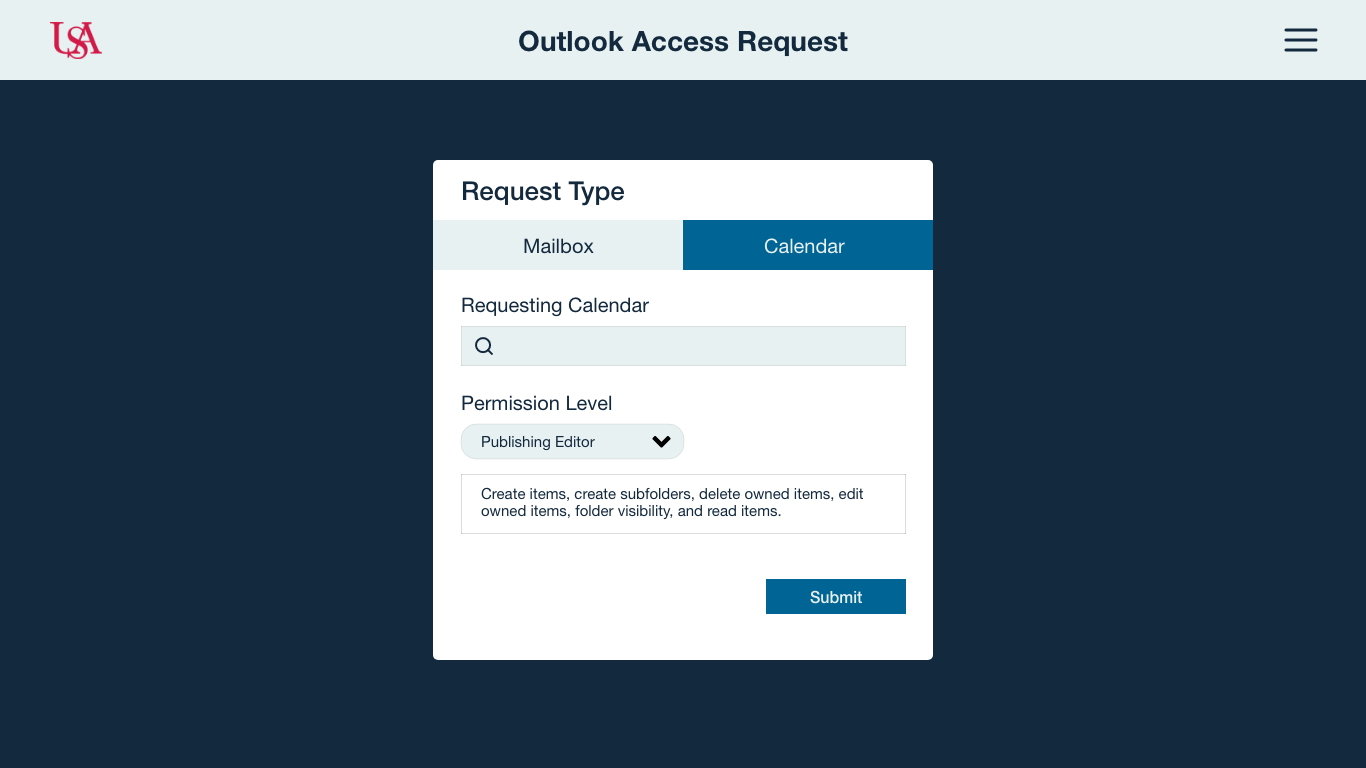 USA
Outlook Access Request
Request Type
Mailbox
Calendar
Requesting Calendar
Permission Level
Publishing Editor
Create items, create subfolders, delete owned items, edit
owned items, folder visibility, and read items.
Submit